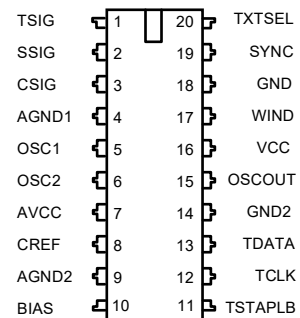 TSIG 1 20 TXTSEL
SSIG 2 19 SYNC
CSIG 3 18 GND
AGND1 4 17 WIND
OSC1 5 16 VCC
OSC2 6 15 OSCOUT
AVCC 7 14 GND2
CREF 8 13 TDATA
AGND2 9 12 TCLK
BIAS 10 11 TSTAPLB